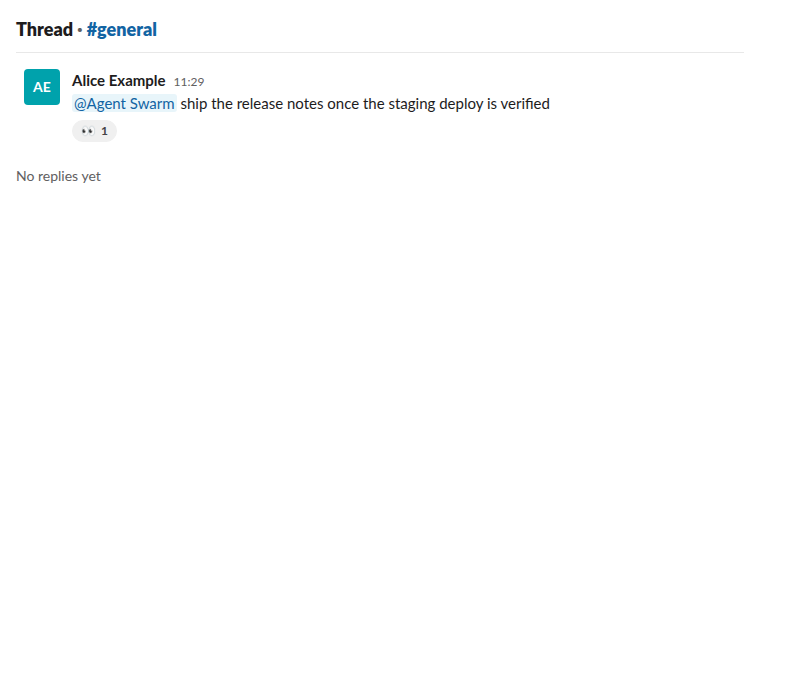 Thread • #general
AE
Alice Example 11:29
@Agent Swarm ship the release notes once the staging deploy is verified
👀 1
No replies yet